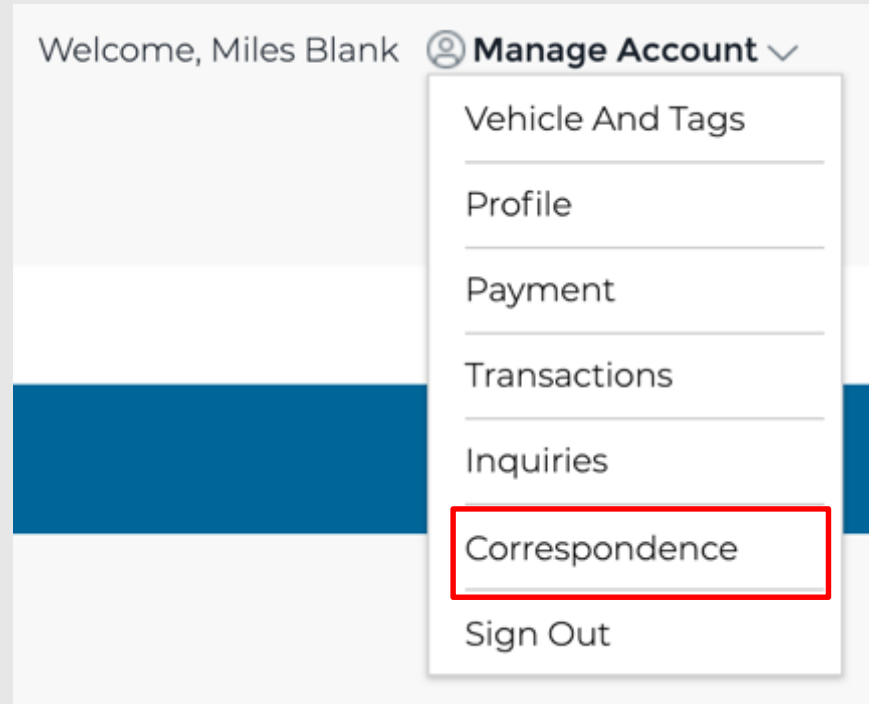 Welcome, Miles Blank Manage Account
Vehicle And Tags
Profile
Payment
Transactions
Inquiries
Correspondence
Sign Out